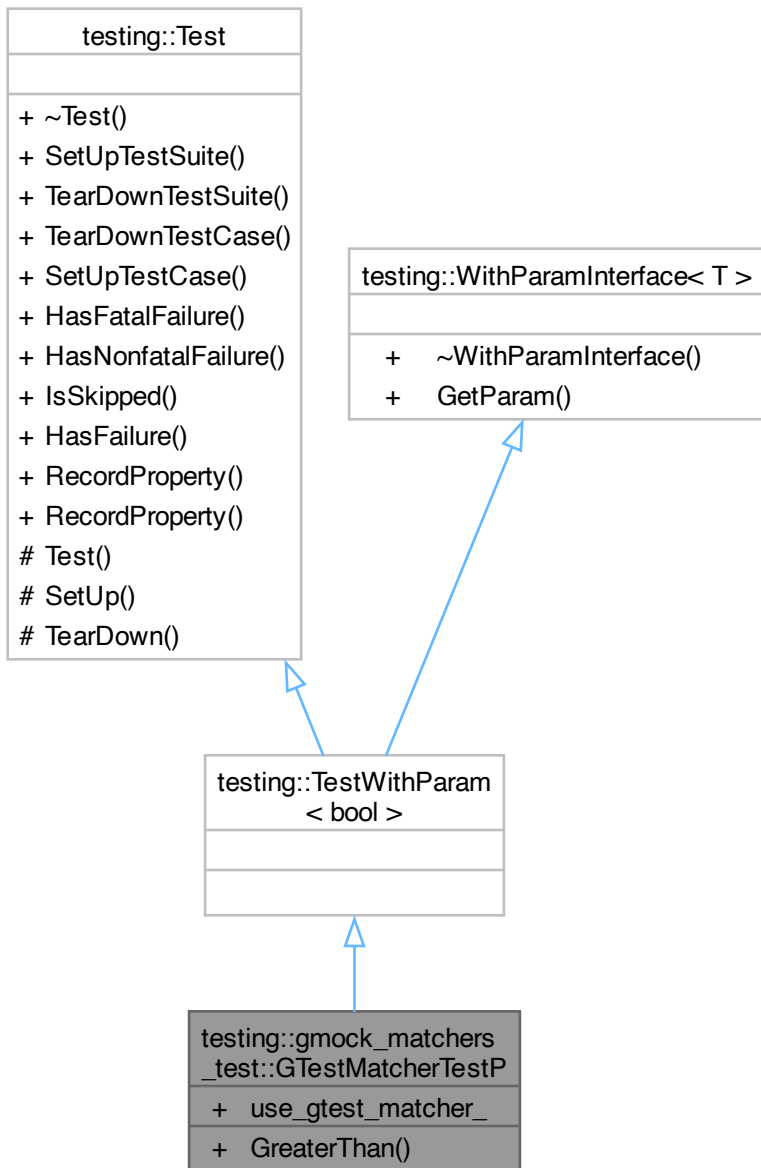 testing::Test
+ ~Test()
+ SetUpTestSuite()
+ TearDownTestSuite()
+ TearDownTestCase()
+ SetUpTestCase()
+ HasFatalFailure()
+ HasNonfatalFailure()
+ IsSkipped()
+ HasFailure()
+ RecordProperty()
+ RecordProperty()
# Test()
# SetUp()
# TearDown()
testing::WithParamInterface< T >
+ ~WithParamInterface()
+ GetParam()
testing::TestWithParam
< bool >
testing::gmock_matchers
_test::GTestMatcherTestP
+ use_gtest_matcher_
+ GreaterThan()